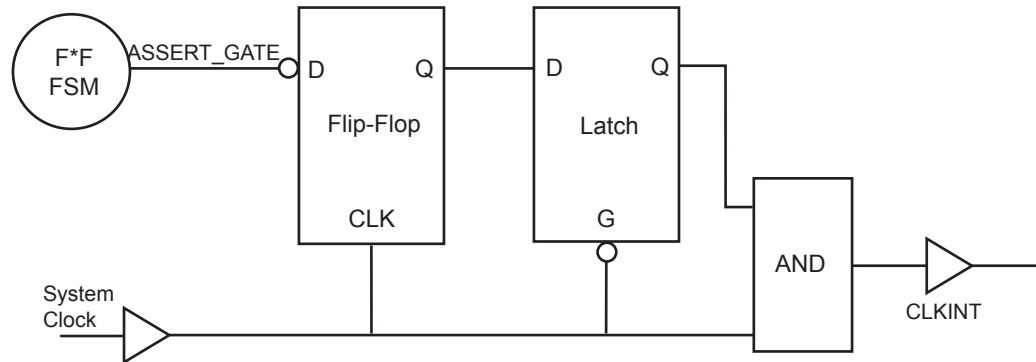 F*F
FSM
ASSERT_GATE
D
Q
Flip-Flop
CLK
D
Q
Latch
G
AND
System
Clock
CLKINT